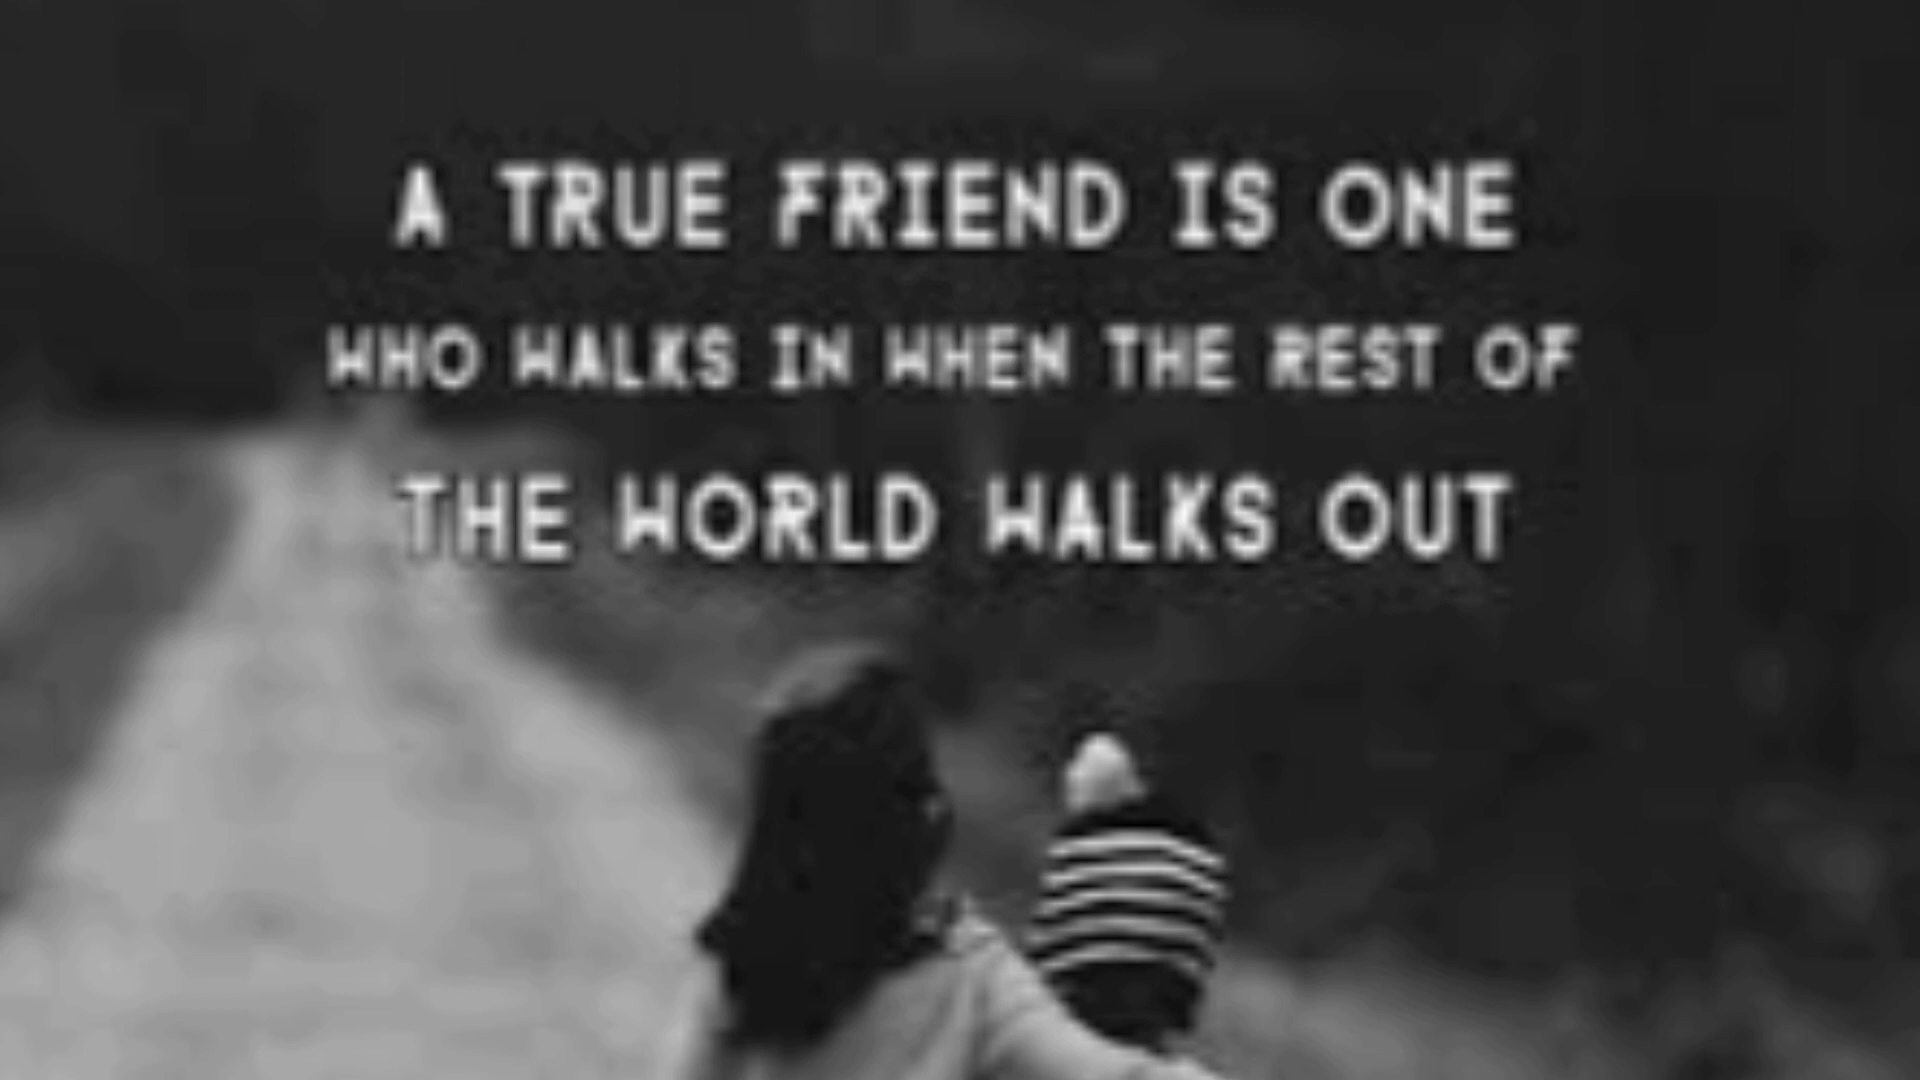 A TRUE FRIEND IS ONE
WHO WALKS IN WHEN THE REST OF
THE WORLD WALKS OUT